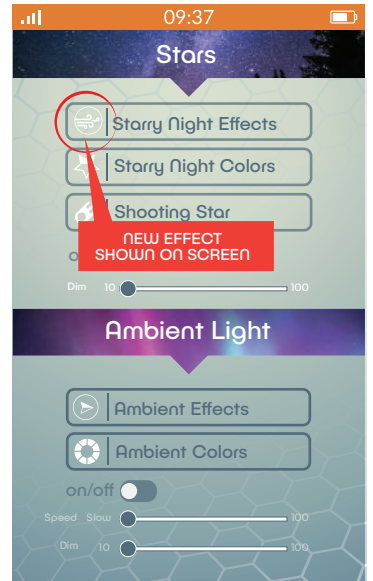 09:37
Stars
Starry Night Effects
Starry Night Colors
Shooting Star
NEW EFFECT
SHOWN ON SCREEN
Dim 10 100
Ambient Light
Ambient Effects
Ambient Colors
on/off
Speed Slow 100
Dim 10 100